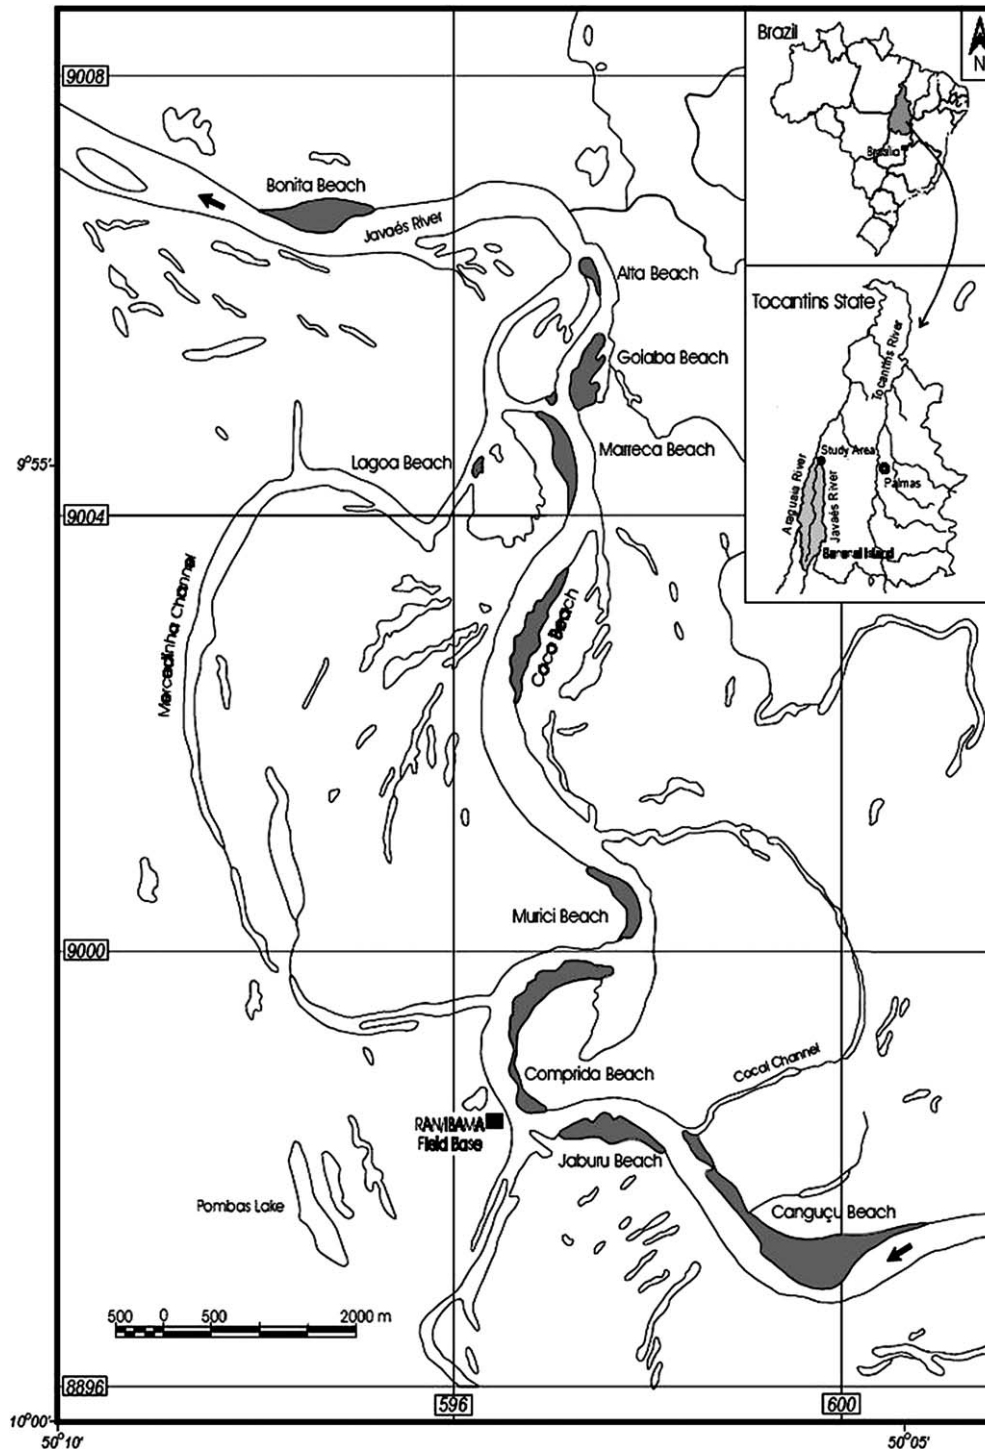 Brazil
N
9008
Brasília
Bonita Beach
Javaés River
Alta Beach
Tocantins State
Tocantins River
Goiaba Beach
Marreca Beach
Lagoa Beach
9°55'
Study Area
Palmas
Araguaia River
Javaés River
Bananal Island
9004
Mercedinha Channel
Coco Beach
Murici Beach
9000
Cocal Channel
Comprida Beach
RAN/IBAMA
Field Base
Jaburu Beach
Pombas Lake
Canguçu Beach
500 0 500 2000 m
8896
596
600
10°00'
50°10'
50°05'